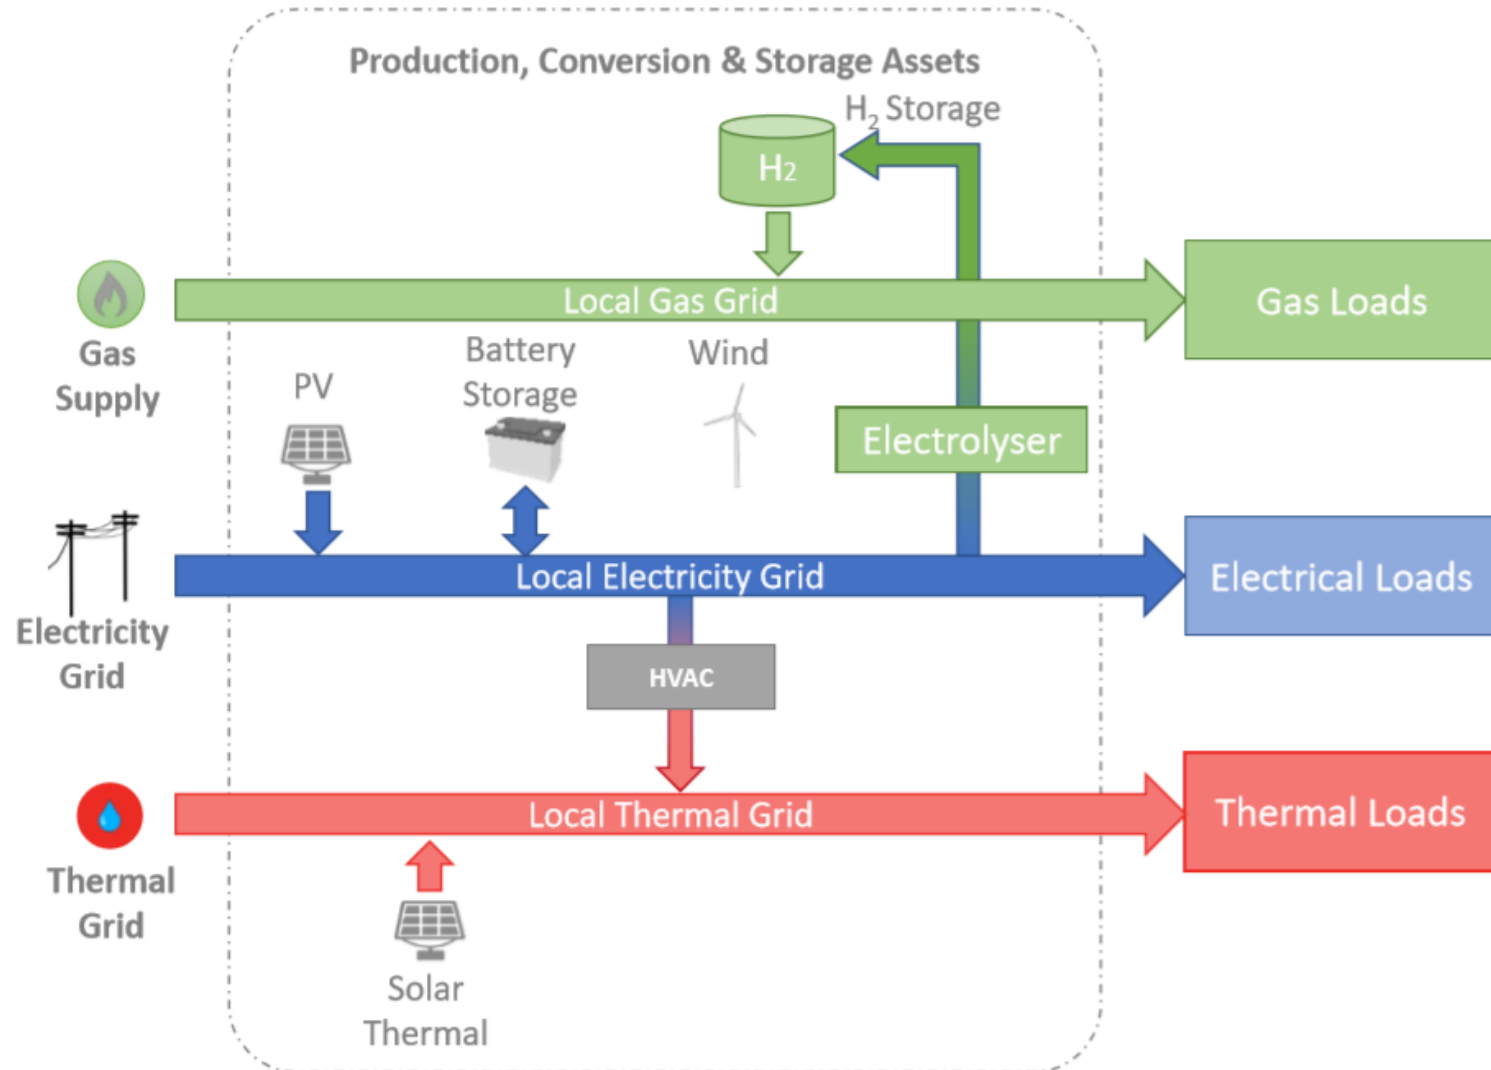 Production, Conversion & Storage Assets
H₂ Storage
H2
Local Gas Grid
Gas Loads
Gas
Supply
PV
Battery
Storage
Wind
Electrolyser
Local Electricity Grid
Electrical Loads
Electricity
Grid
HVAC
Local Thermal Grid
Thermal Loads
Thermal
Grid
Solar
Thermal